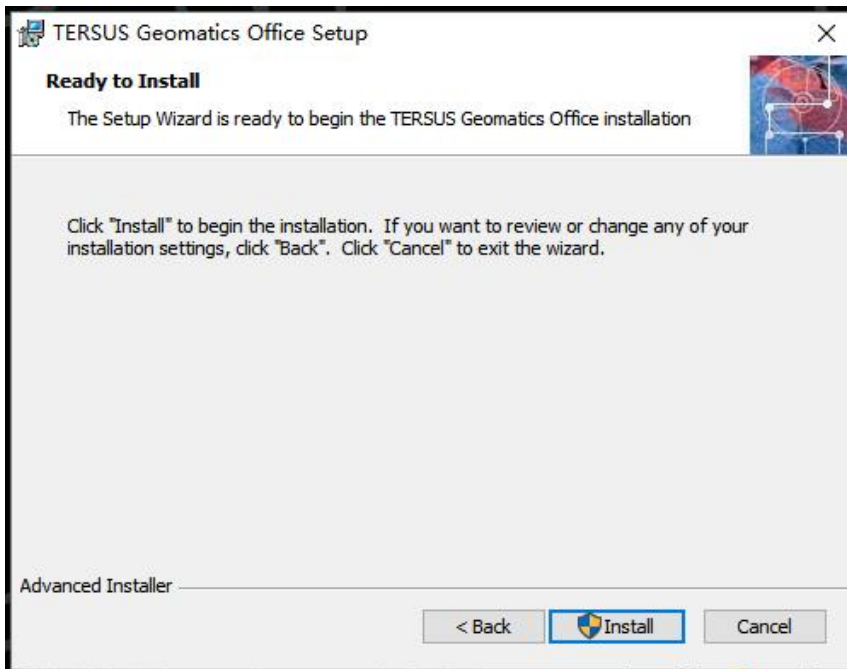 TERSUS Geomatics Office Setup
Ready to Install
The Setup Wizard is ready to begin the TERSUS Geomatics Office installation
Click "Install" to begin the installation.  If you want to review or change any of your
installation settings, click "Back".  Click "Cancel" to exit the wizard.
Advanced Installer
< Back
Install
Cancel